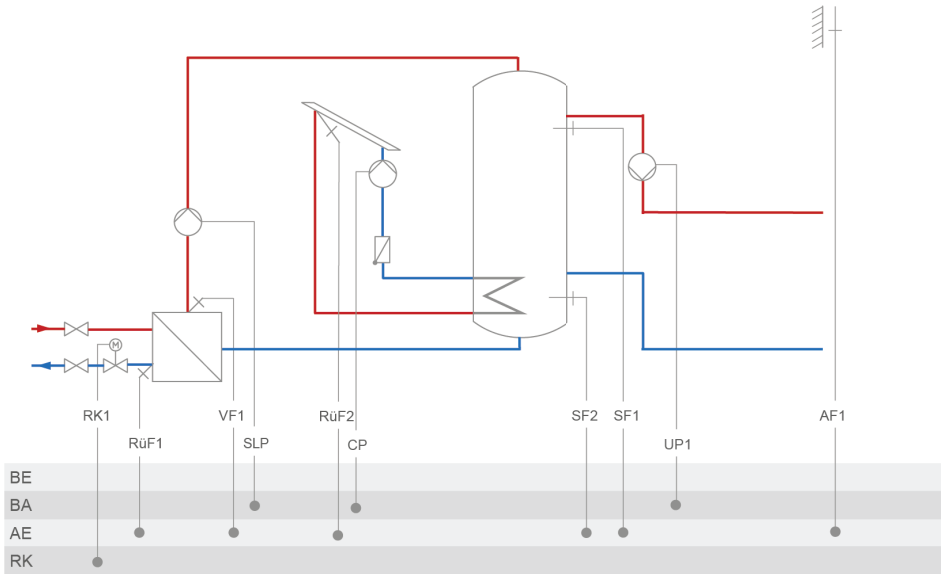 M
RK1
VF1
RüF2
SF2
SF1
AF1
RüF1
SLP
CP
UP1
BE
BA
AE
RK